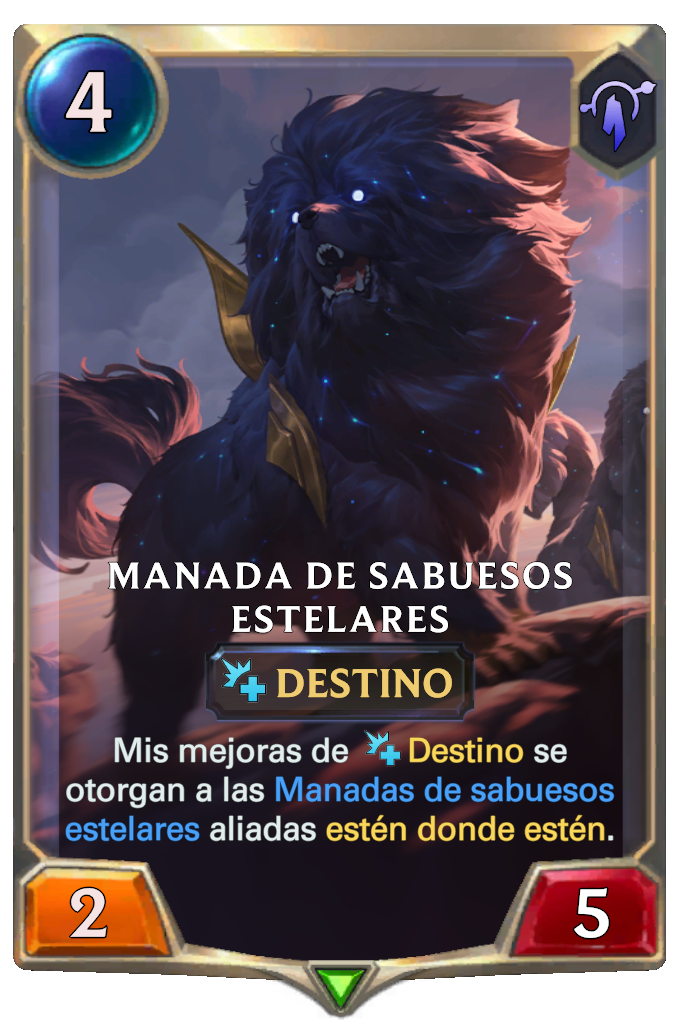 4
MANADA DE SABUESOS
ESTELARES
DESTINO
Mis mejoras de Destino se
otorgan a las Manadas de sabuesos
estelares aliadas estén donde estén.
2
5